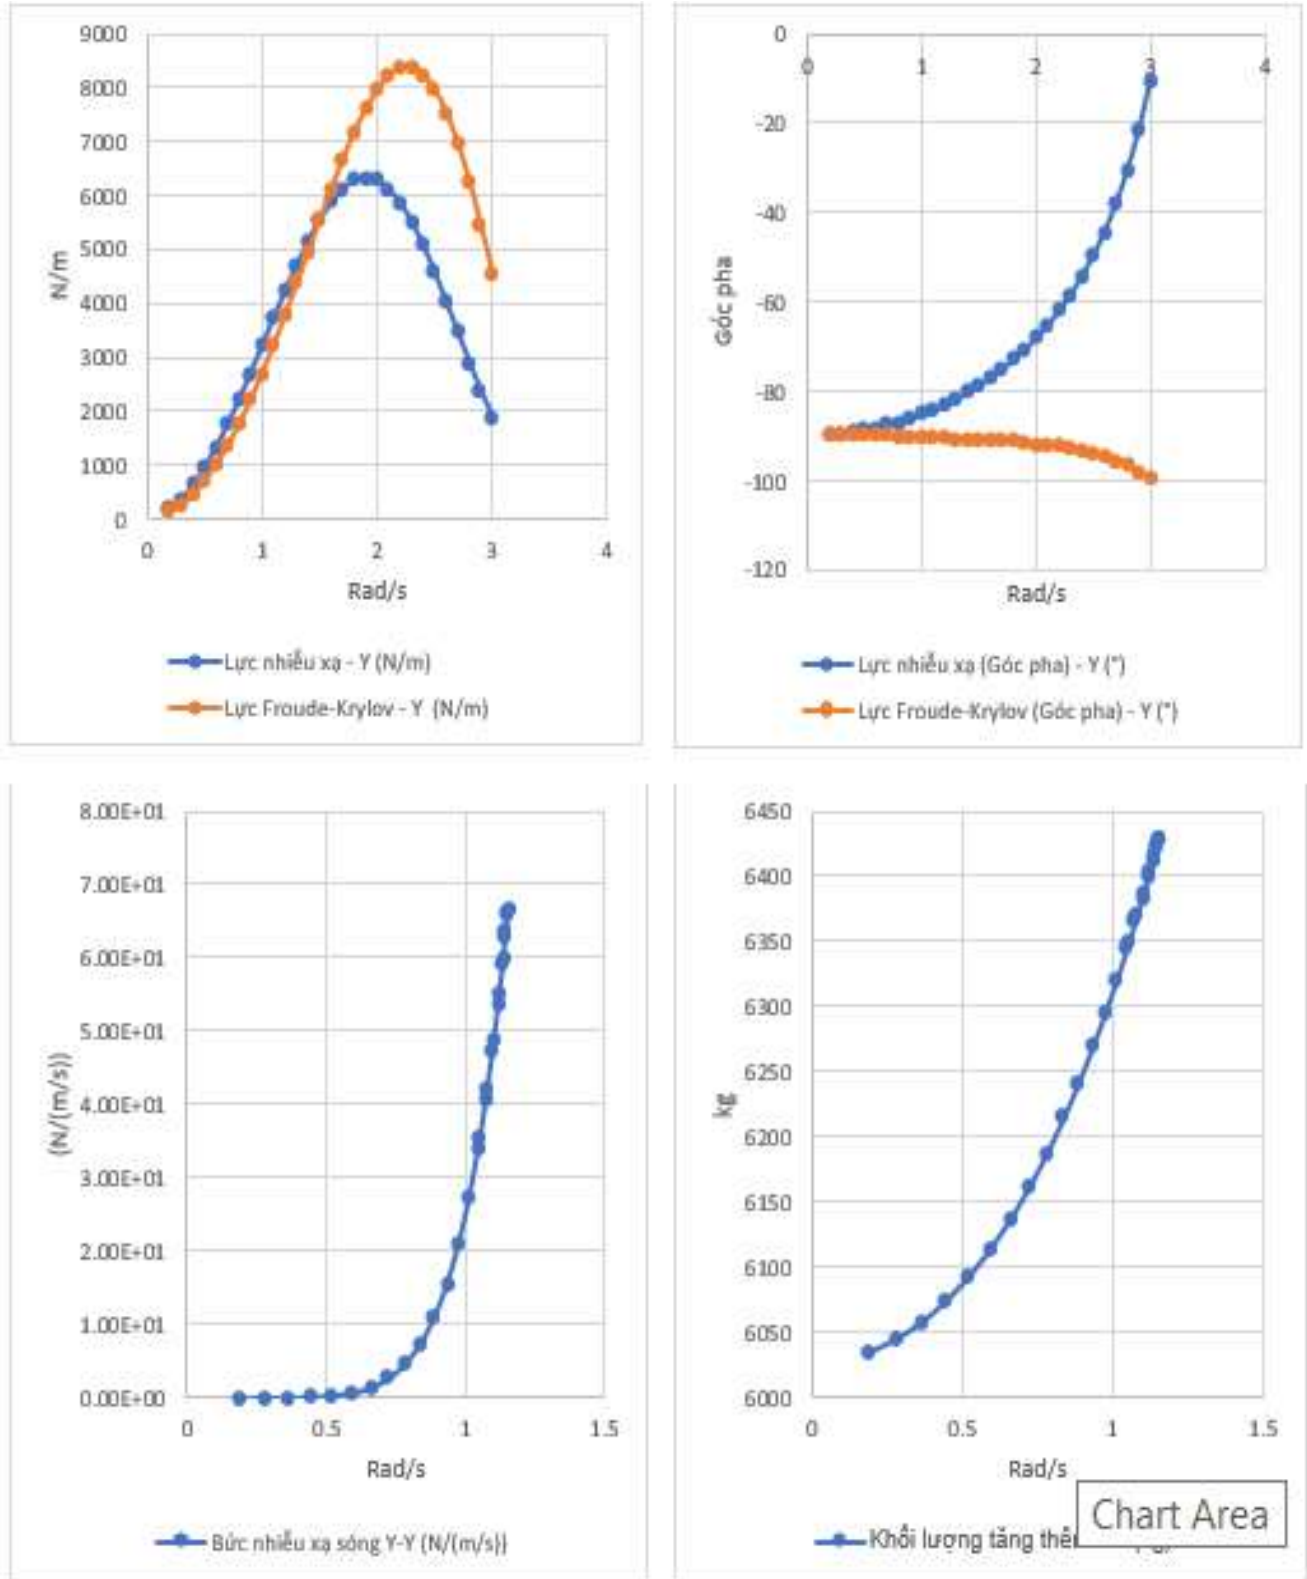 9000
8000
7000
6000
5000
4000
3000
2000
1000
0
N/m
0 1 2 3 4
Rad/s
Lực nhiễu xạ - Y (N/m)
Lực Froude-Krylov - Y (N/m)
0
-20
-40
-60
-80
-100
-120
Góc pha
0 1 2 3 4
Rad/s
Lực nhiễu xạ (Góc pha) - Y (°)
Lực Froude-Krylov (Góc pha) - Y (°)
8.00E+01
7.00E+01
6.00E+01
5.00E+01
4.00E+01
3.00E+01
2.00E+01
1.00E+01
0.00E+00
(N/(m/s))
0 0.5 1 1.5
Rad/s
Bức nhiễu xạ sóng Y-Y (N/(m/s))
6450
6400
6350
6300
6250
6200
6150
6100
6050
6000
kg
0 0.5 1 1.5
Rad/s
Khối lượng tăng
Chart Area